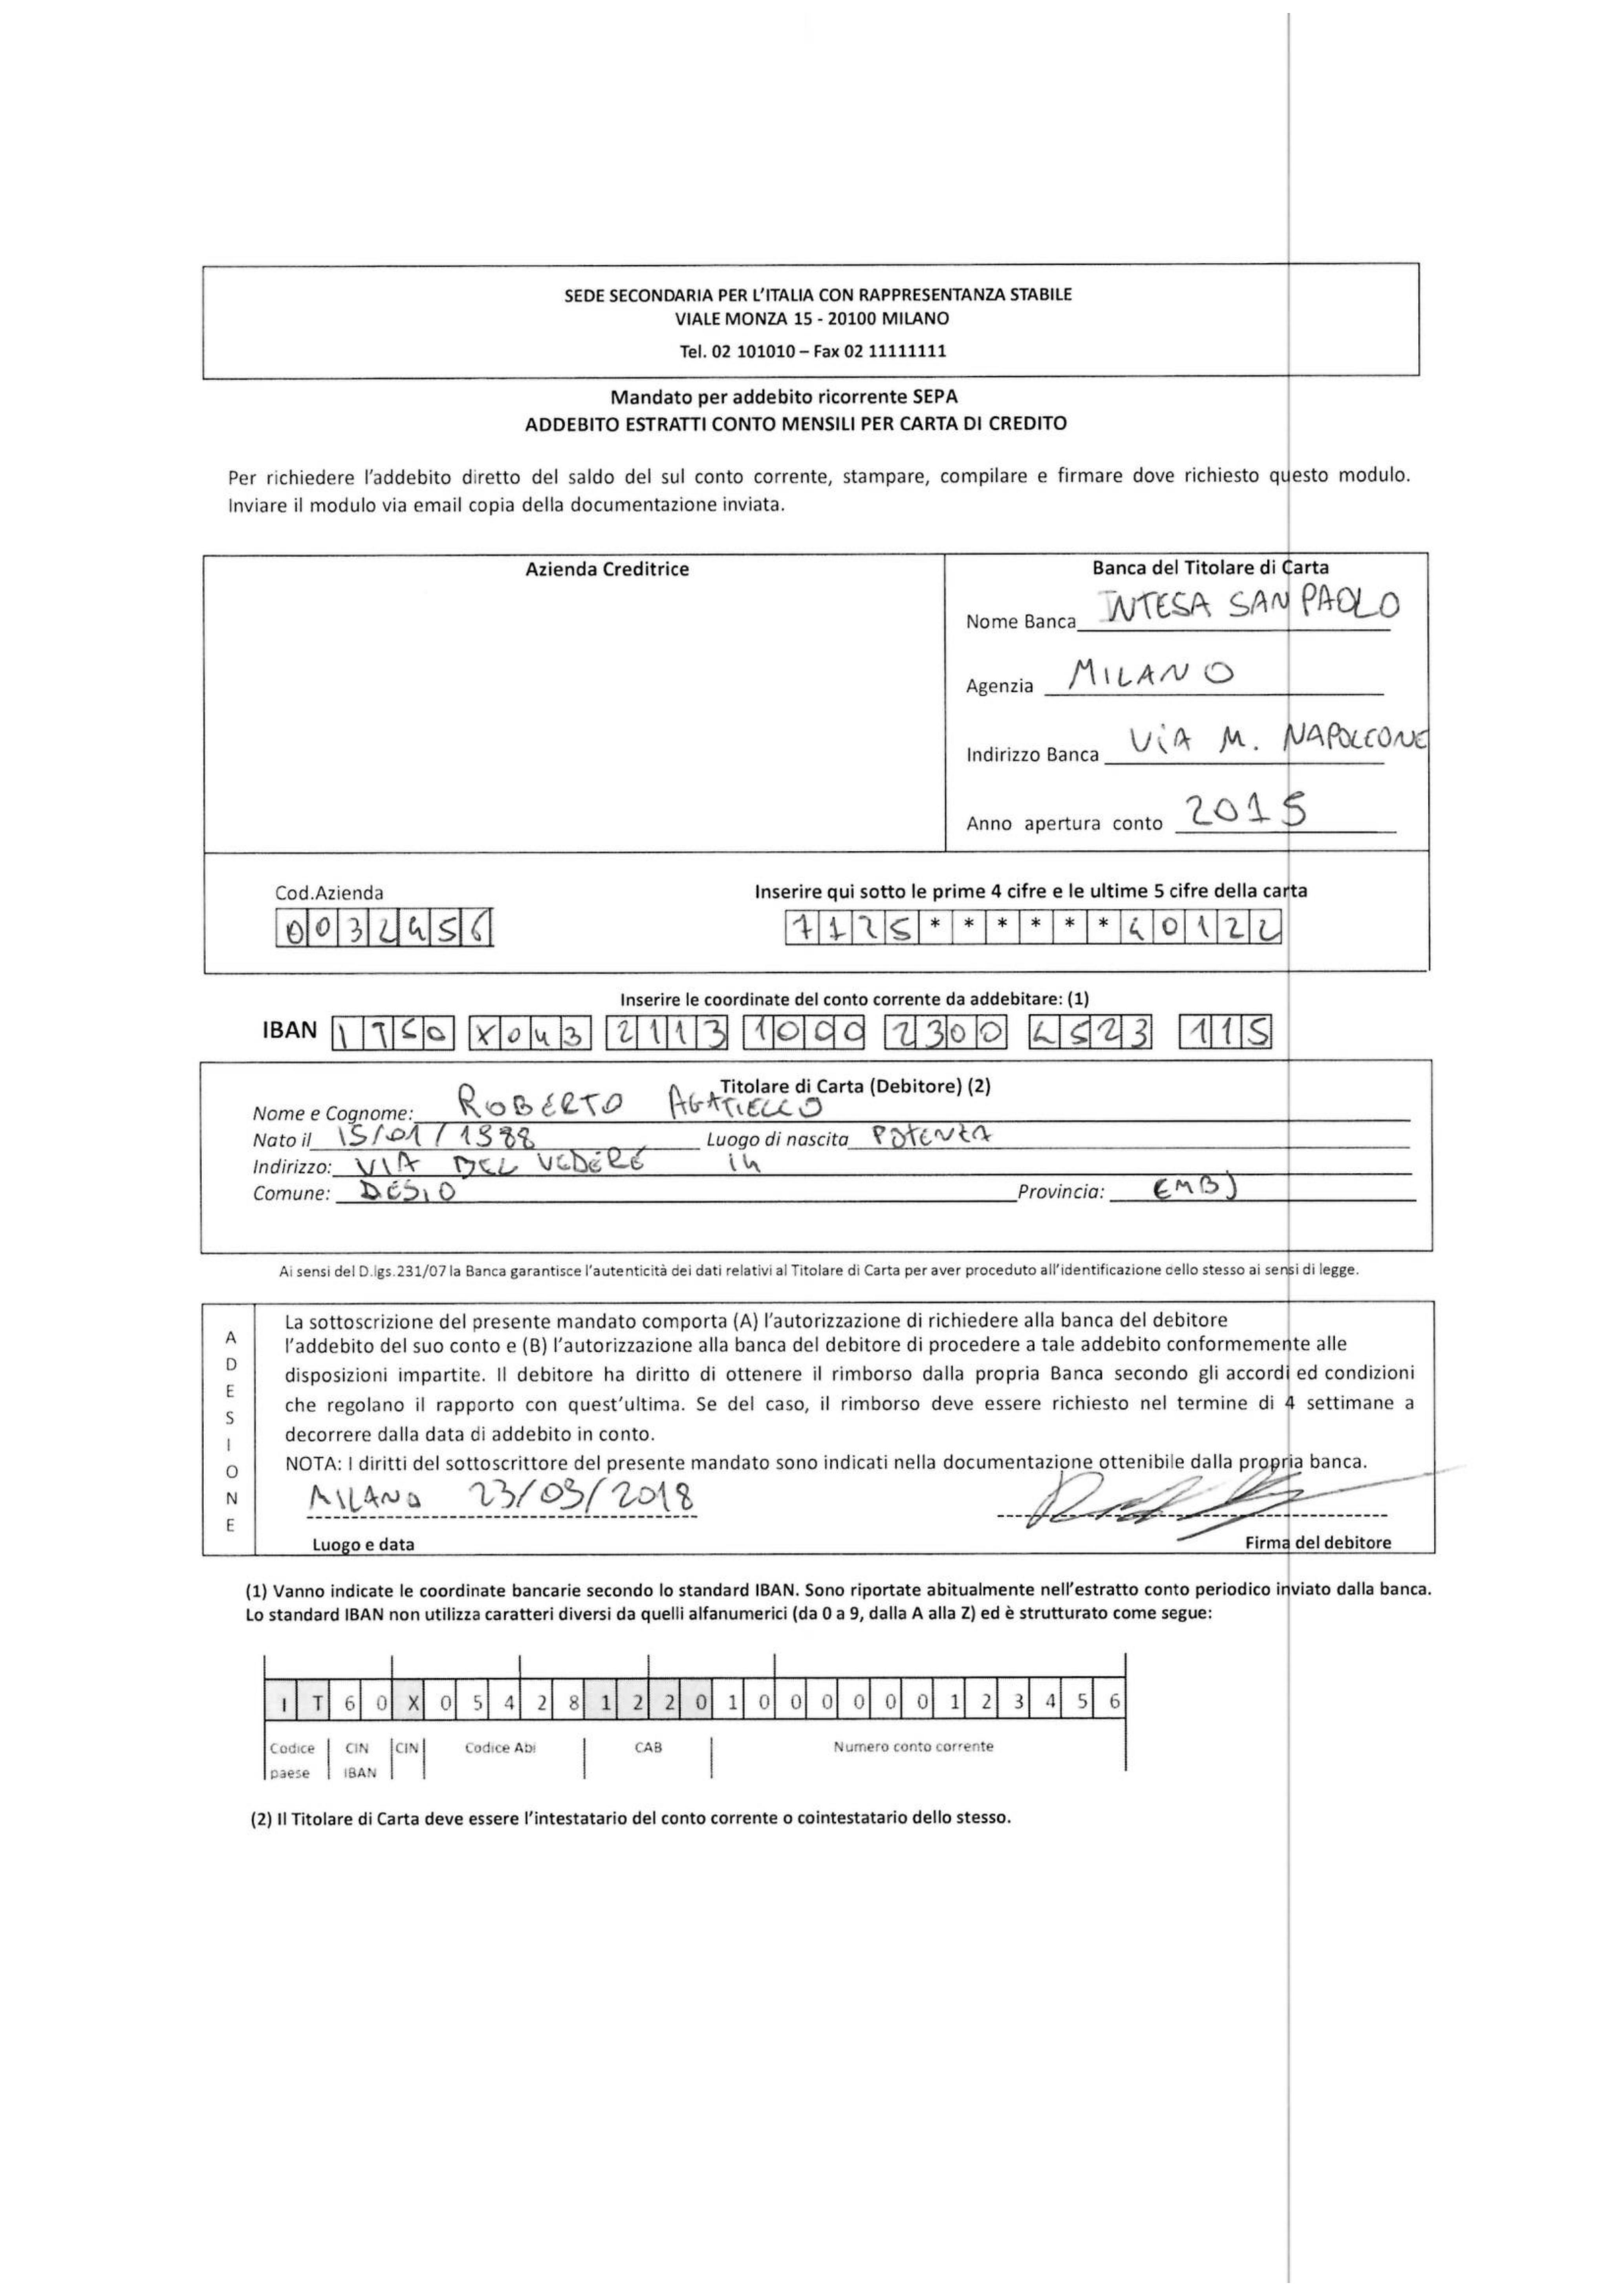 SEDE SECONDARIA PER L'ITALIA CON RAPPRESENTANZA STABILE
VIALE MONZA 15 - 20100 MILANO
Tel. 02 101010 – Fax 02 11111111
Mandato per addebito ricorrente SEPA
ADDEBITO ESTRATTI CONTO MENSILI PER CARTA DI CREDITO
Per richiedere l'addebito diretto del saldo del sul conto corrente, stampare, compilare e firmare dove richiesto questo modulo.
Inviare il modulo via email copia della documentazione inviata.
Azienda Creditrice
Banca del Titolare di Carta
Nome Banca INTESA SAN PAOLO
Agenzia MILANO
Indirizzo Banca VIA M. NAPOLEONE
Anno apertura conto 2015
Cod.Azienda
0032456
Inserire qui sotto le prime 4 cifre e le ultime 5 cifre della carta
7125******40122
Inserire le coordinate del conto corrente da addebitare: (1)
IBAN IT50 X043 2113 1000 2300 4523 115
Titolare di Carta (Debitore) (2)
Nome e Cognome: ROBERTO AGATIELLO
Nato il 15/01/1988 Luogo di nascita POTENZA
Indirizzo: VIA DEL VEDERE 14
Comune: DESIO Provincia: (MB)
Ai sensi del D.lgs.231/07 la Banca garantisce l'autenticità dei dati relativi al Titolare di Carta per aver proceduto all'identificazione dello stesso ai sensi di legge.
ADESIONE
La sottoscrizione del presente mandato comporta (A) l'autorizzazione di richiedere alla banca del debitore
l'addebito del suo conto e (B) l'autorizzazione alla banca del debitore di procedere a tale addebito conformemente alle
disposizioni impartite. Il debitore ha diritto di ottenere il rimborso dalla propria Banca secondo gli accordi ed condizioni
che regolano il rapporto con quest'ultima. Se del caso, il rimborso deve essere richiesto nel termine di 4 settimane a
decorrere dalla data di addebito in conto.
NOTA: I diritti del sottoscrittore del presente mandato sono indicati nella documentazione ottenibile dalla propria banca.
MILANO 23/09/2018
Luogo e data
Firma del debitore
(1) Vanno indicate le coordinate bancarie secondo lo standard IBAN. Sono riportate abitualmente nell'estratto conto periodico inviato dalla banca.
Lo standard IBAN non utilizza caratteri diversi da quelli alfanumerici (da 0 a 9, dalla A alla Z) ed è strutturato come segue:
I T 6 0 X 0 5 4 2 8 1 2 2 0 1 0 0 0 0 0 0 1 2 3 4 5 6
Codice paese CIN IBAN CIN Codice Abi CAB Numero conto corrente
(2) Il Titolare di Carta deve essere l'intestatario del conto corrente o cointestatario dello stesso.